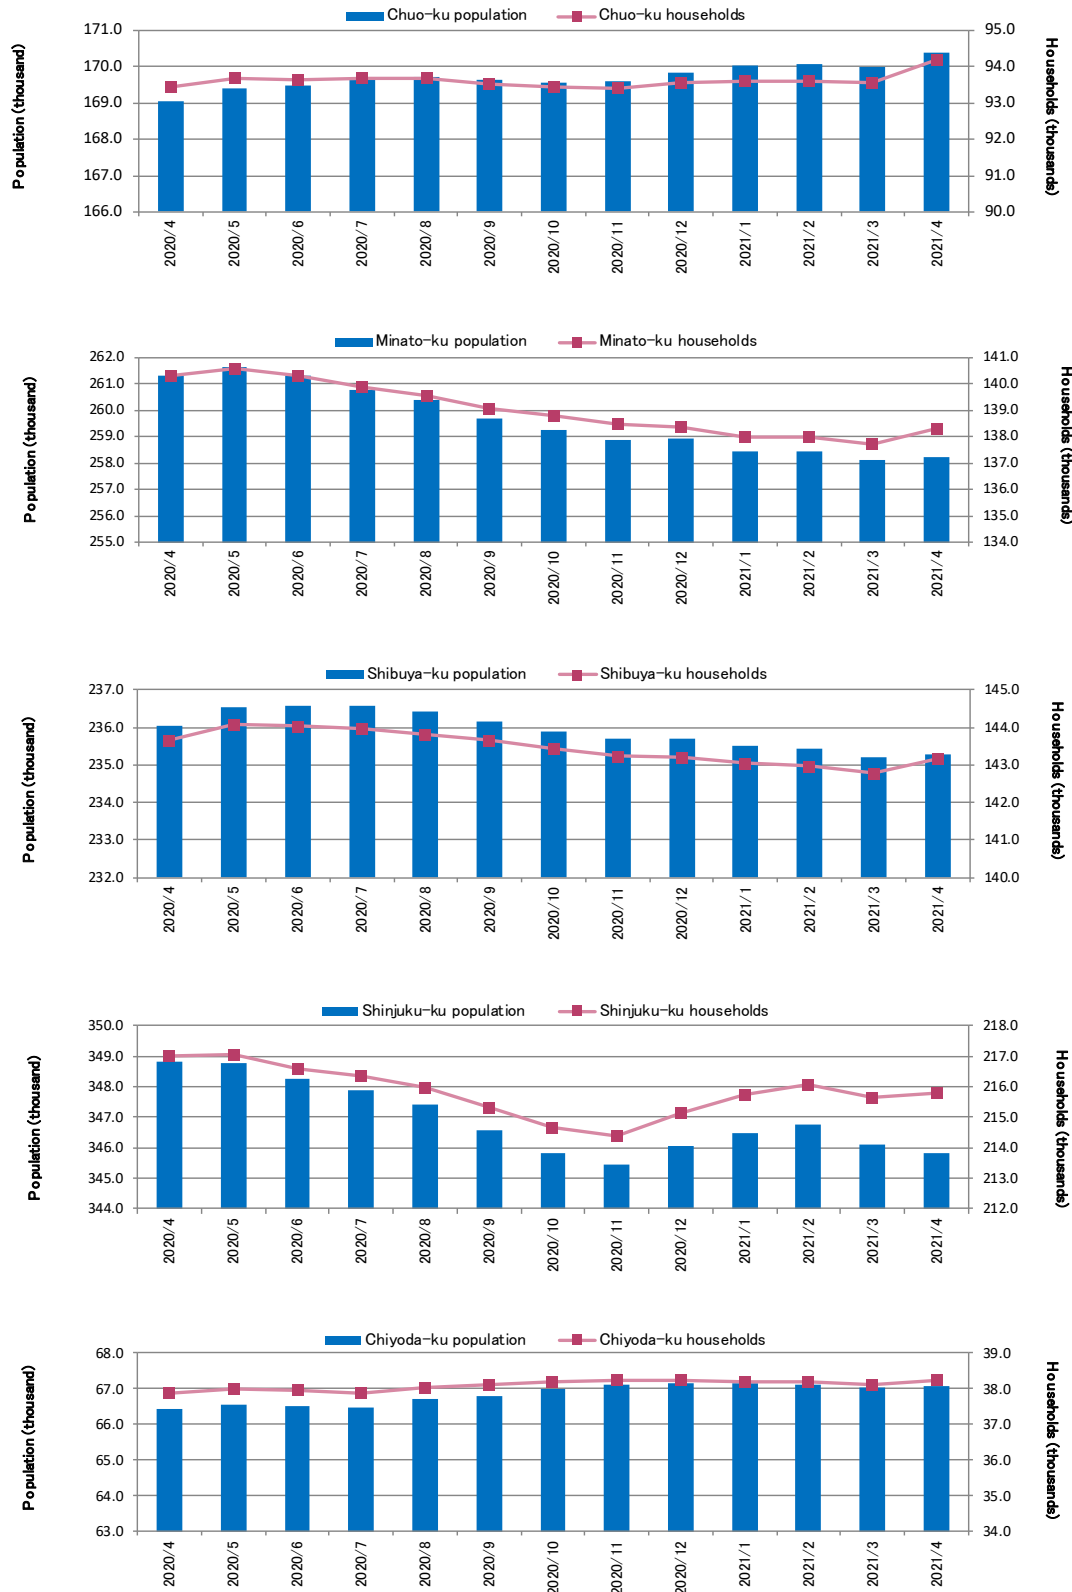 Chuo-ku population Chuo-ku households
Population (thousand)
Households (thousands)
171.0 95.0
170.0 94.0
169.0 93.0
168.0 92.0
167.0 91.0
166.0 90.0
2020/4 2020/5 2020/6 2020/7 2020/8 2020/9 2020/10 2020/11 2020/12 2021/1 2021/2 2021/3 2021/4
Minato-ku population Minato-ku households
Population (thousand)
Households (thousands)
262.0 141.0
261.0 140.0
260.0 139.0
259.0 138.0
258.0 137.0
257.0 136.0
256.0 135.0
255.0 134.0
2020/4 2020/5 2020/6 2020/7 2020/8 2020/9 2020/10 2020/11 2020/12 2021/1 2021/2 2021/3 2021/4
Shibuya-ku population Shibuya-ku households
Population (thousand)
Households (thousands)
237.0 145.0
236.0 144.0
235.0 143.0
234.0 142.0
233.0 141.0
232.0 140.0
2020/4 2020/5 2020/6 2020/7 2020/8 2020/9 2020/10 2020/11 2020/12 2021/1 2021/2 2021/3 2021/4
Shinjuku-ku population Shinjuku-ku households
Population (thousand)
Households (thousands)
350.0 218.0
349.0 217.0
348.0 216.0
347.0 215.0
346.0 214.0
345.0 213.0
344.0 212.0
2020/4 2020/5 2020/6 2020/7 2020/8 2020/9 2020/10 2020/11 2020/12 2021/1 2021/2 2021/3 2021/4
Chiyoda-ku population Chiyoda-ku households
Population (thousand)
Households (thousands)
68.0 39.0
67.0 38.0
66.0 37.0
65.0 36.0
64.0 35.0
63.0 34.0
2020/4 2020/5 2020/6 2020/7 2020/8 2020/9 2020/10 2020/11 2020/12 2021/1 2021/2 2021/3 2021/4